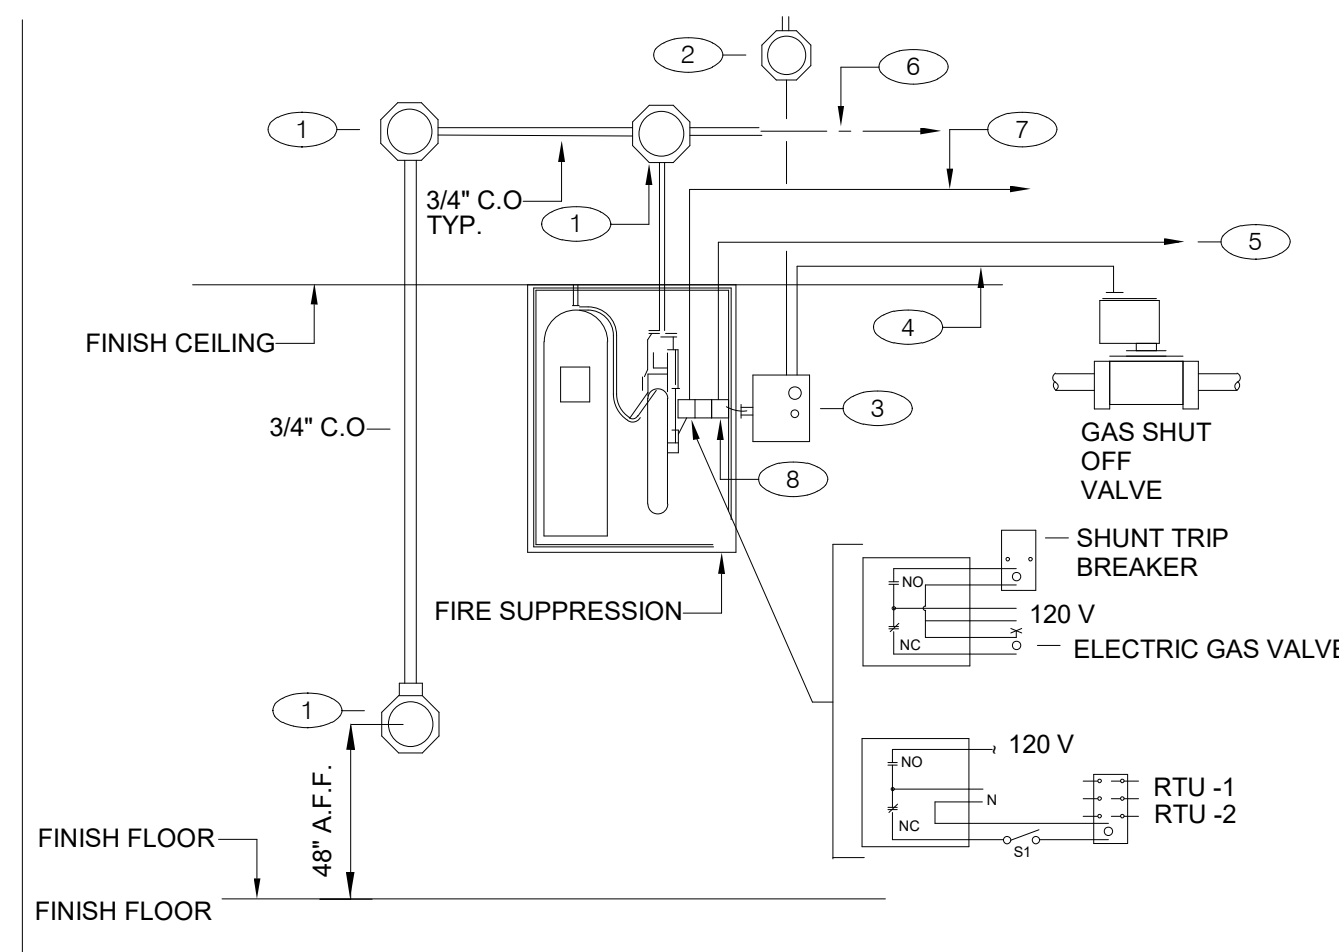 2
6
1
7
3/4" C.O
TYP.
1
5
4
FINISH CEILING
3
3/4" C.O
GAS SHUT
OFF
VALVE
8
SHUNT TRIP
BREAKER
NO
FIRE SUPPRESSION
120 V
NC
ELECTRIC GAS VALVE
1
120 V
NO
48" A.F.F.
RTU -1
N
RTU -2
NC
S1
FINISH FLOOR
FINISH FLOOR